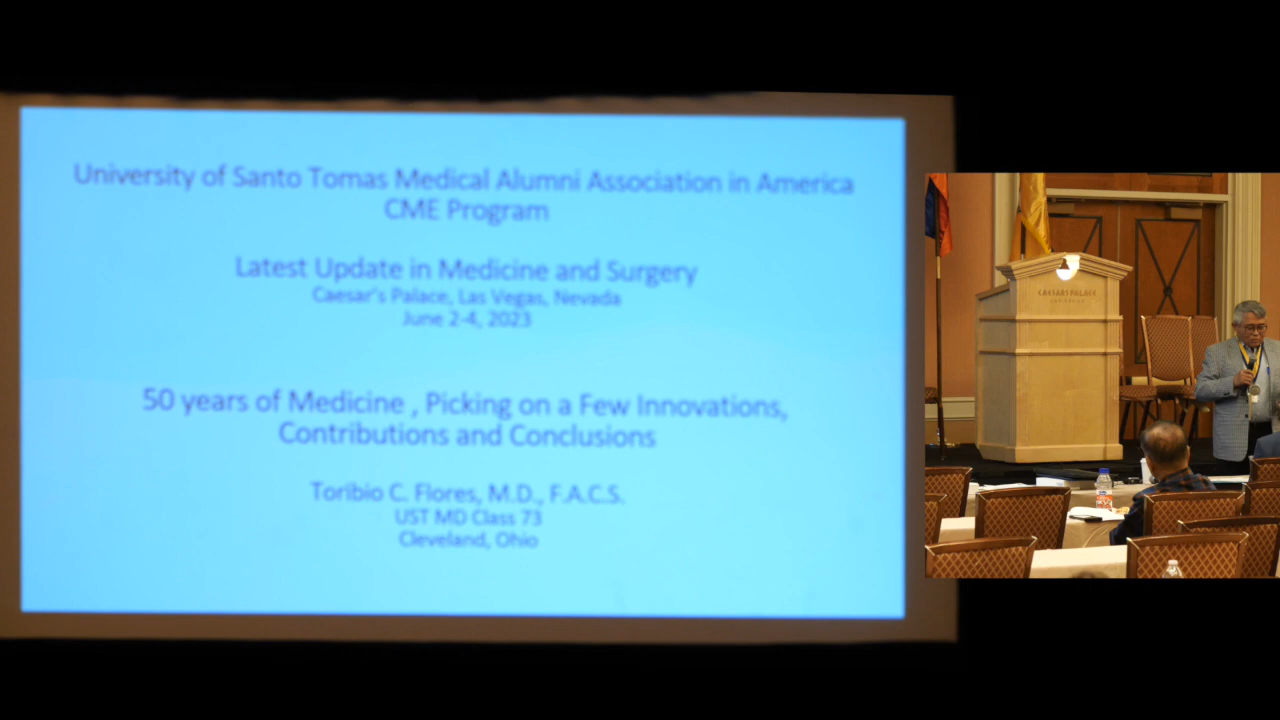 University of Santo Tomas Medical Alumni Association in America
CME Program
Latest Update in Medicine and Surgery
Caesar's Palace, Las Vegas, Nevada
June 2-4, 2023
50 years of Medicine , Picking on a Few Innovations,
Contributions and Conclusions
Toribio C. Flores, M.D., F.A.C.S.
UST MD Class 73
Cleveland, Ohio
CAESARS PALACE